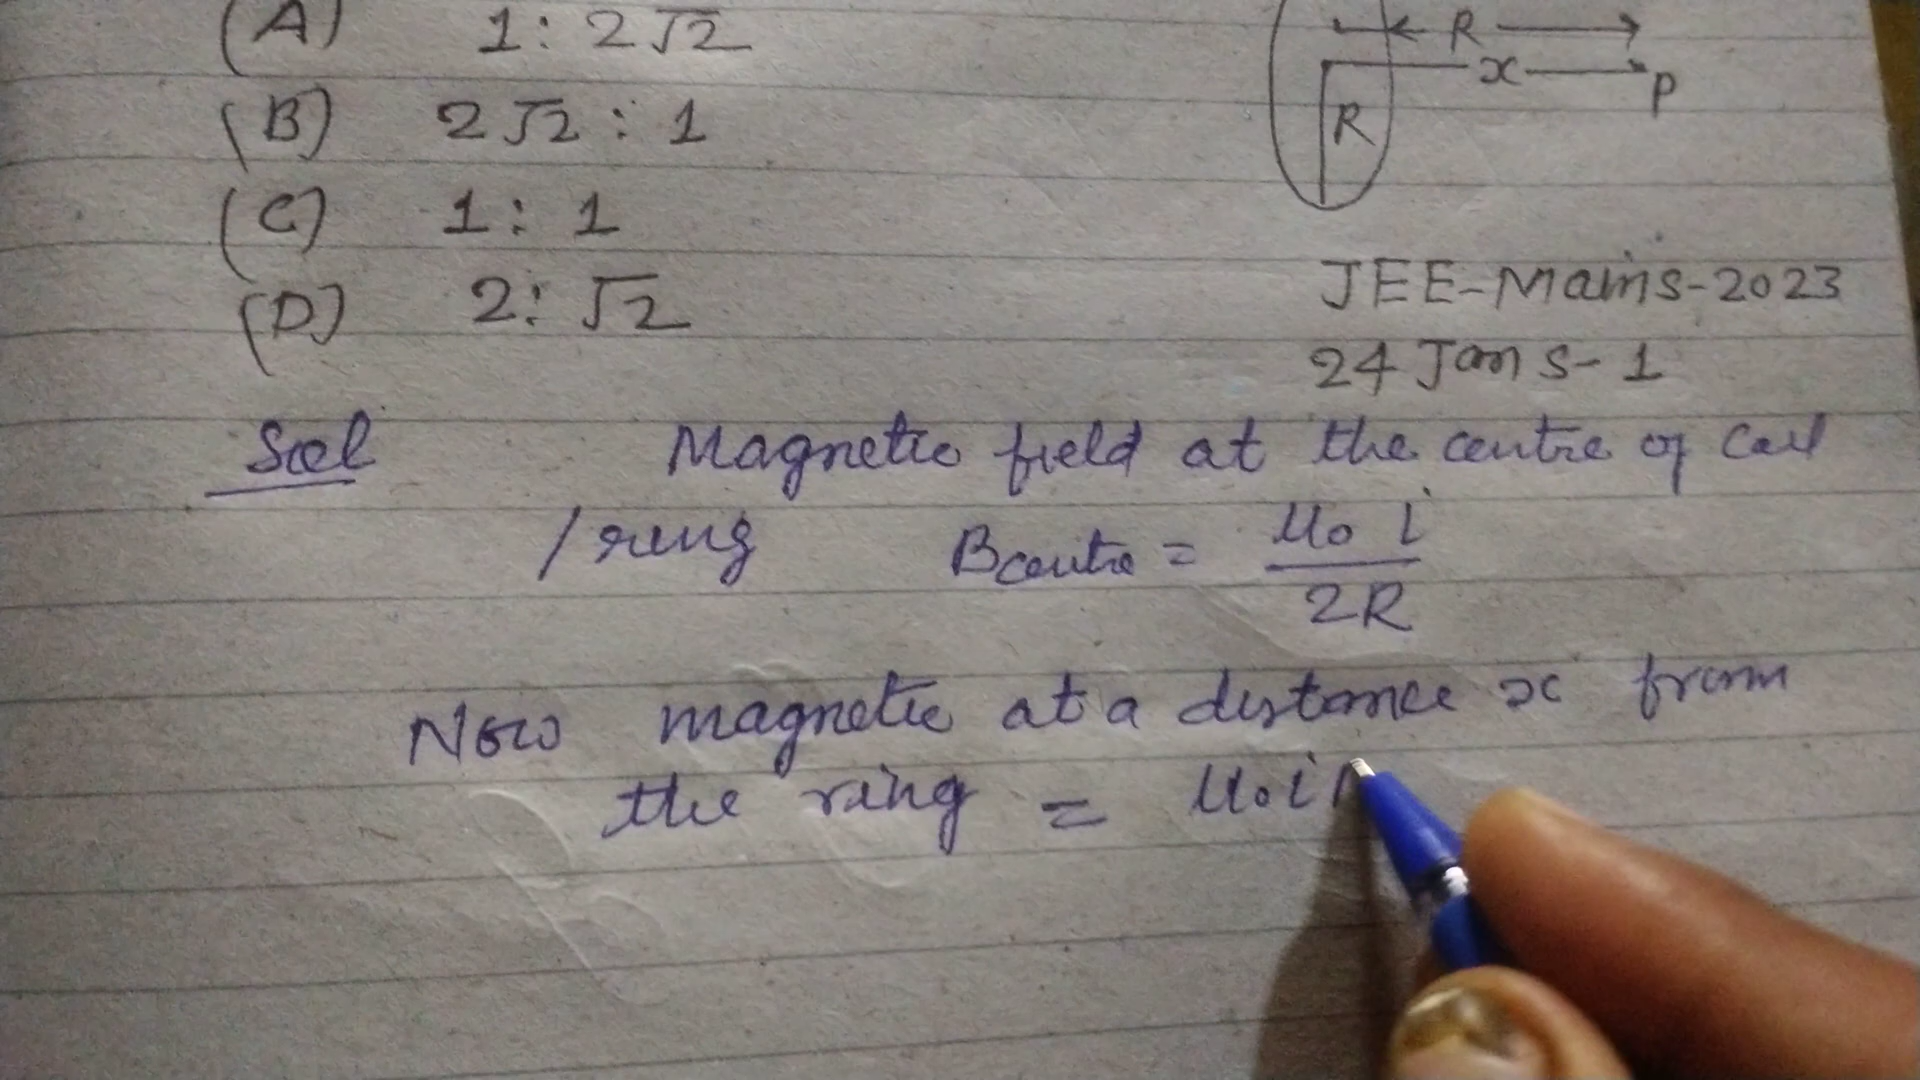 (A) 1 : 2√2
← R →
x P
(B) 2√2 : 1
R
(C) 1 : 1
(D) 2 : √2
JEE-Mains-2023
24 Jan S-1
Sol Magnetic field at the centre of coil
/ ring Bcentre = μ₀ i / 2R
Now magnetic at a distance x from
the ring = μ₀ i